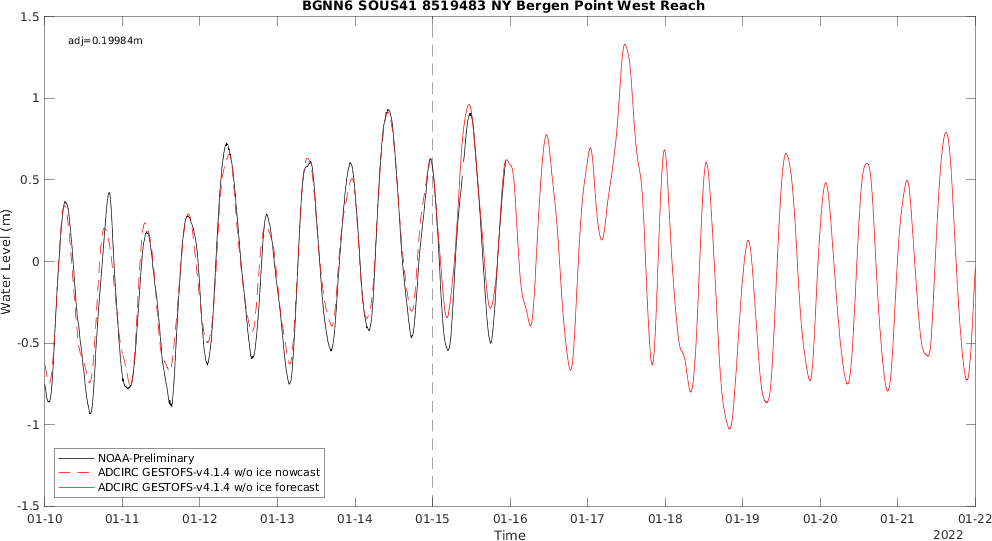 BGNN6 SOUS41 8519483 NY Bergen Point West Reach
adj=0.19984m
1.5
1
0.5
0
-0.5
-1
-1.5
Water Level (m)
NOAA-Preliminary
ADCIRC GESTOFS-v4.1.4 w/o ice nowcast
ADCIRC GESTOFS-v4.1.4 w/o ice forecast
01-10 01-11 01-12 01-13 01-14 01-15 01-16 01-17 01-18 01-19 01-20 01-21 01-22
Time
2022